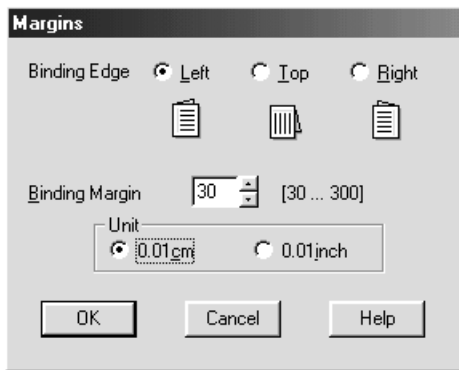 Margins
Binding Edge Left Top Right
Binding Margin 30 [30 ... 300]
Unit
0.01cm 0.01inch
OK Cancel Help